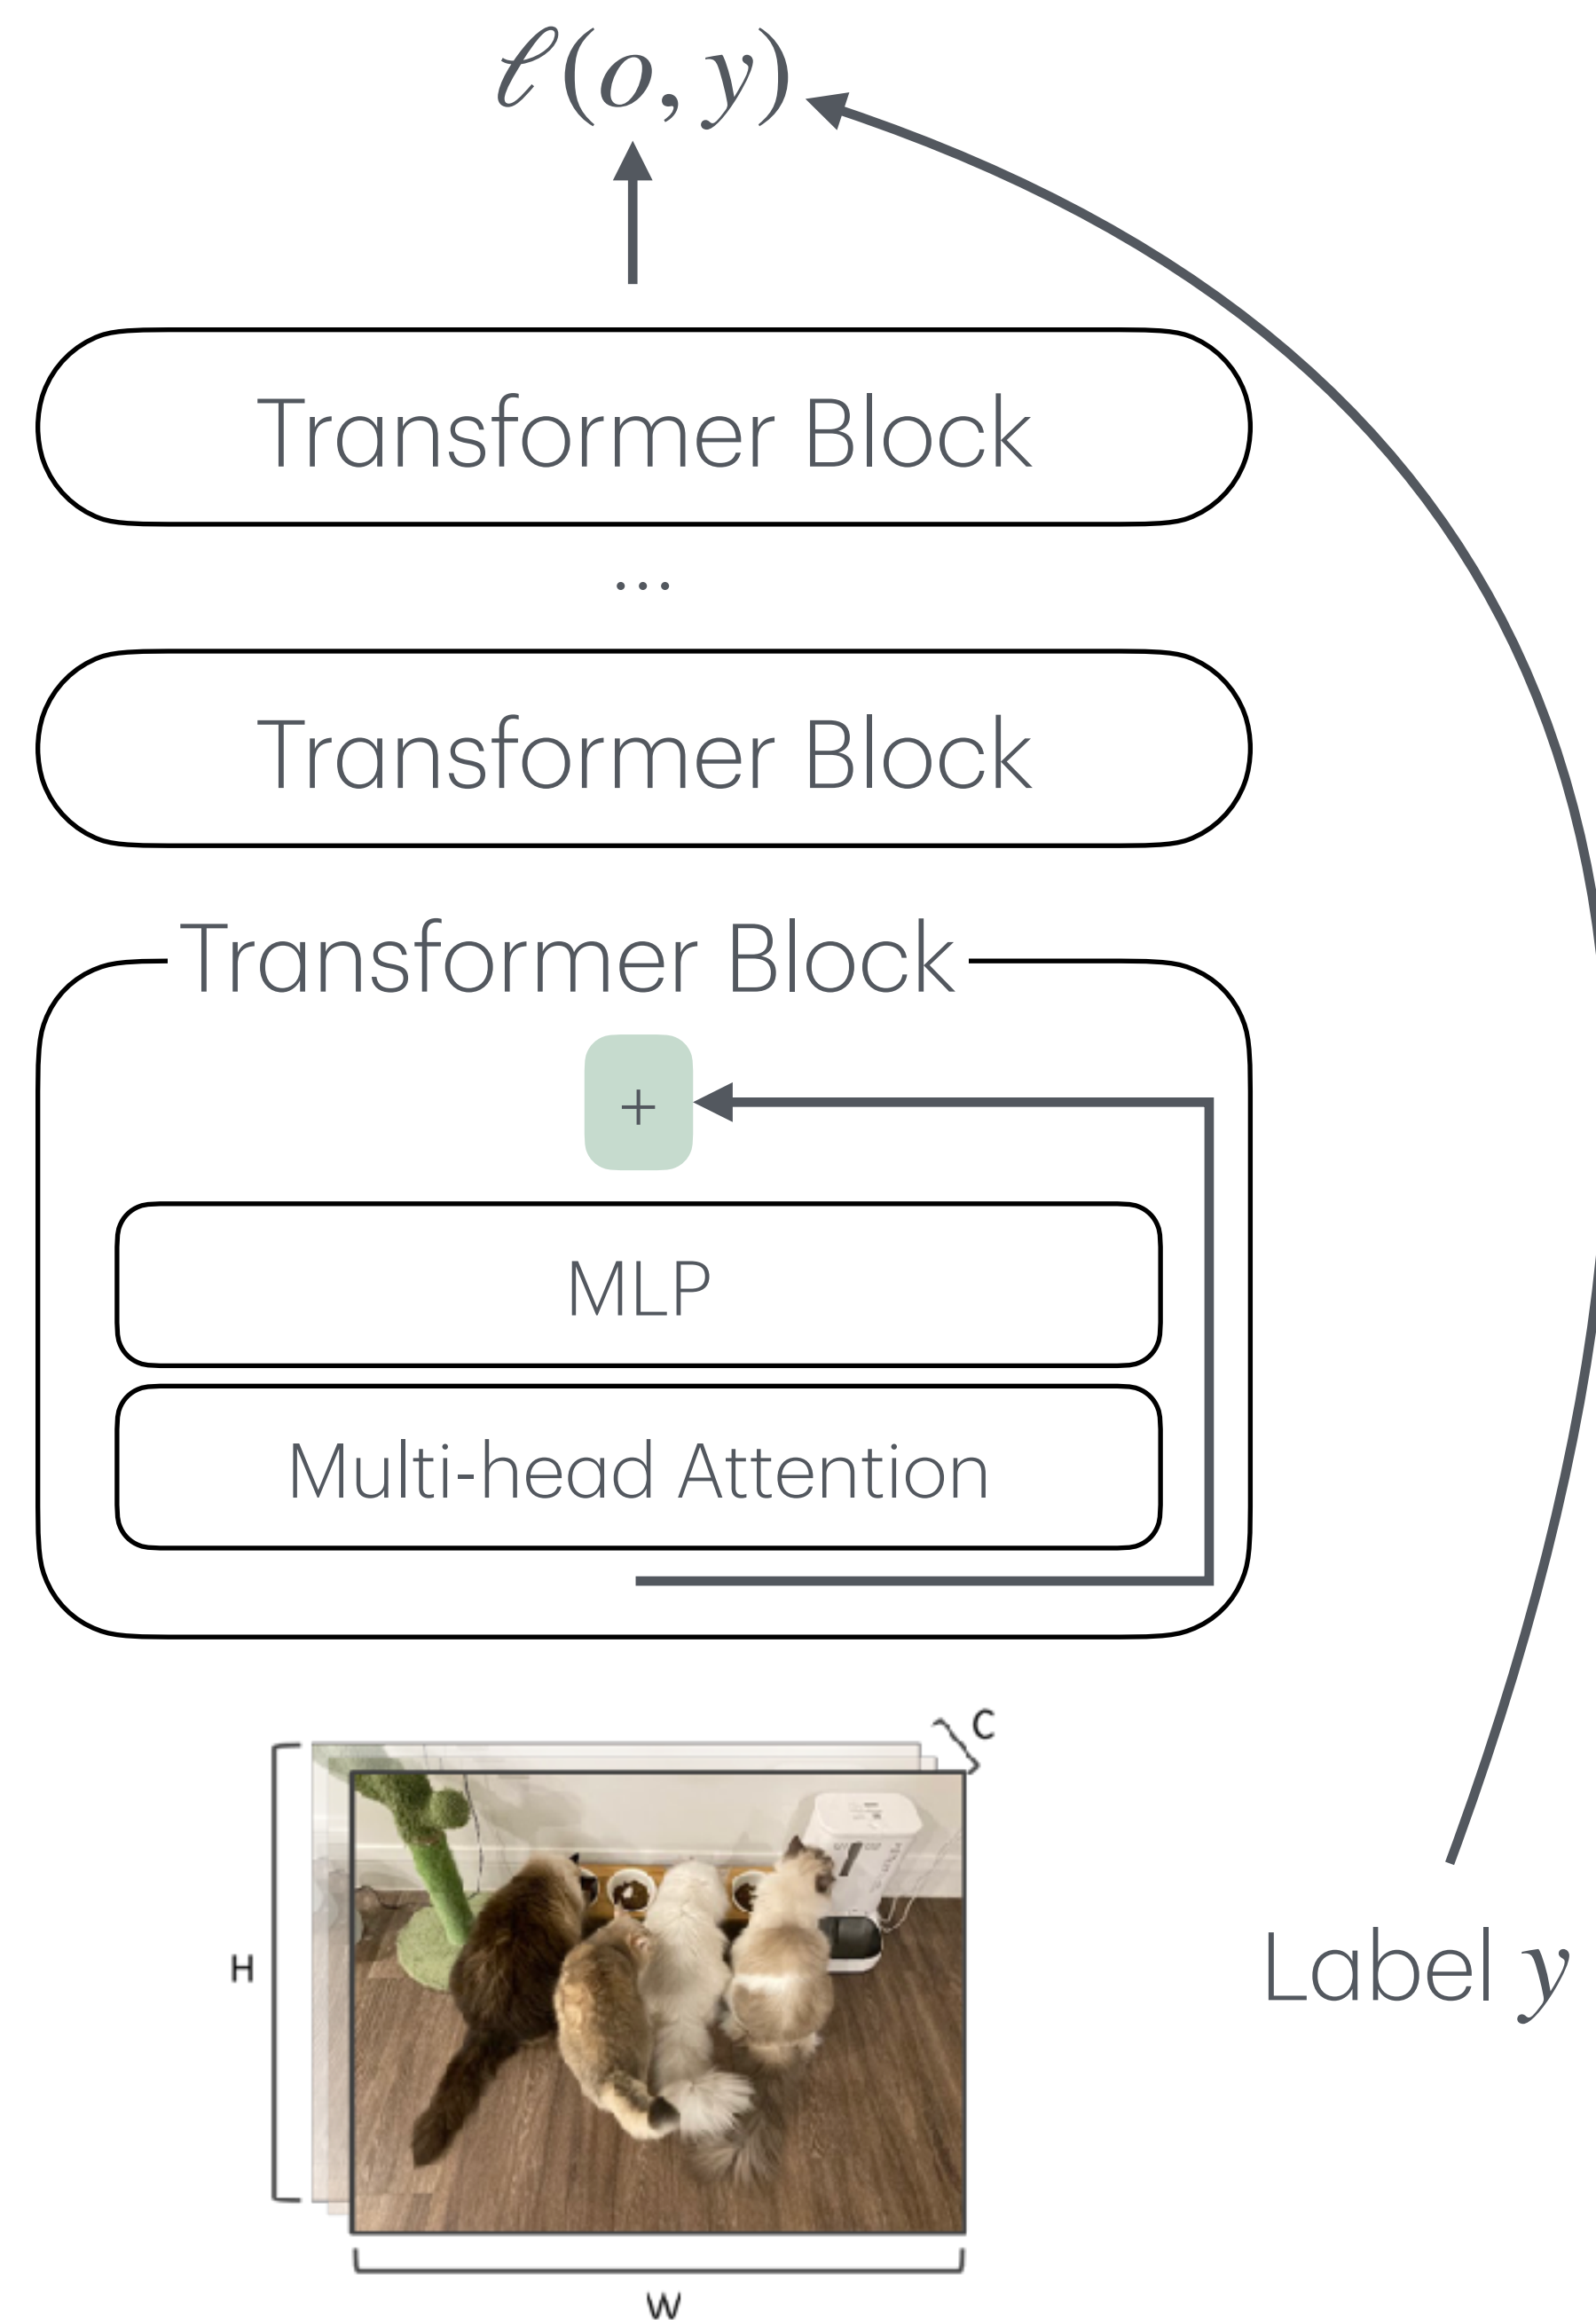 ℓ(o, y)
Transformer Block
...
Transformer Block
Transformer Block
+
MLP
Multi-head Attention
C
H
Label y
W